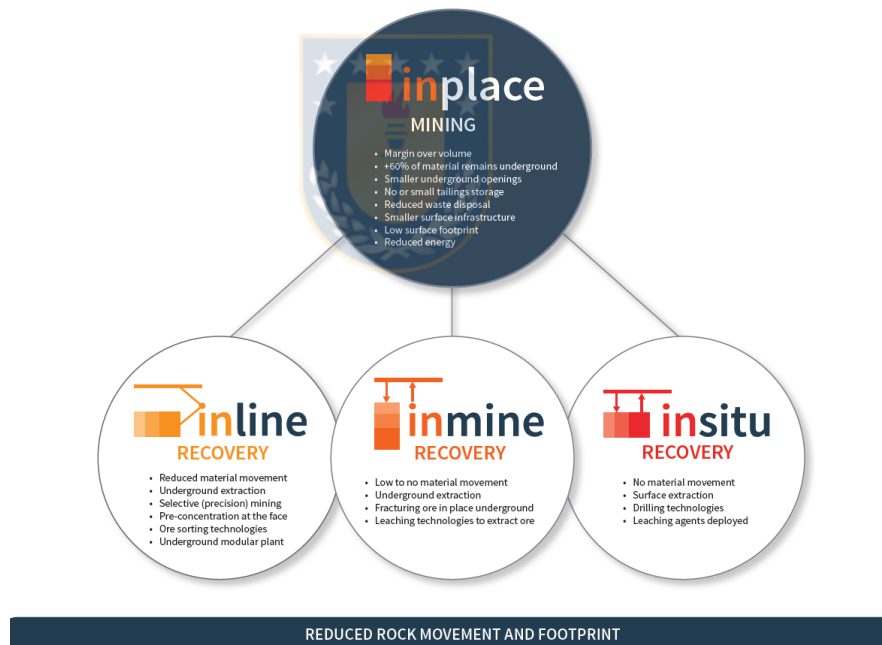 inplace
MINING
• Margin over volume
• +60% of material remains underground
• Smaller underground openings
• No or small tailings storage
• Reduced waste disposal
• Smaller surface infrastructure
• Low surface footprint
• Reduced energy
inline
RECOVERY
• Reduced material movement
• Underground extraction
• Selective (precision) mining
• Pre-concentration at the face
• Ore sorting technologies
• Underground modular plant
inmine
RECOVERY
• Low to no material movement
• Underground extraction
• Fracturing ore in place underground
• Leaching technologies to extract ore
insitu
RECOVERY
• No material movement
• Surface extraction
• Drilling technologies
• Leaching agents deployed
REDUCED ROCK MOVEMENT AND FOOTPRINT